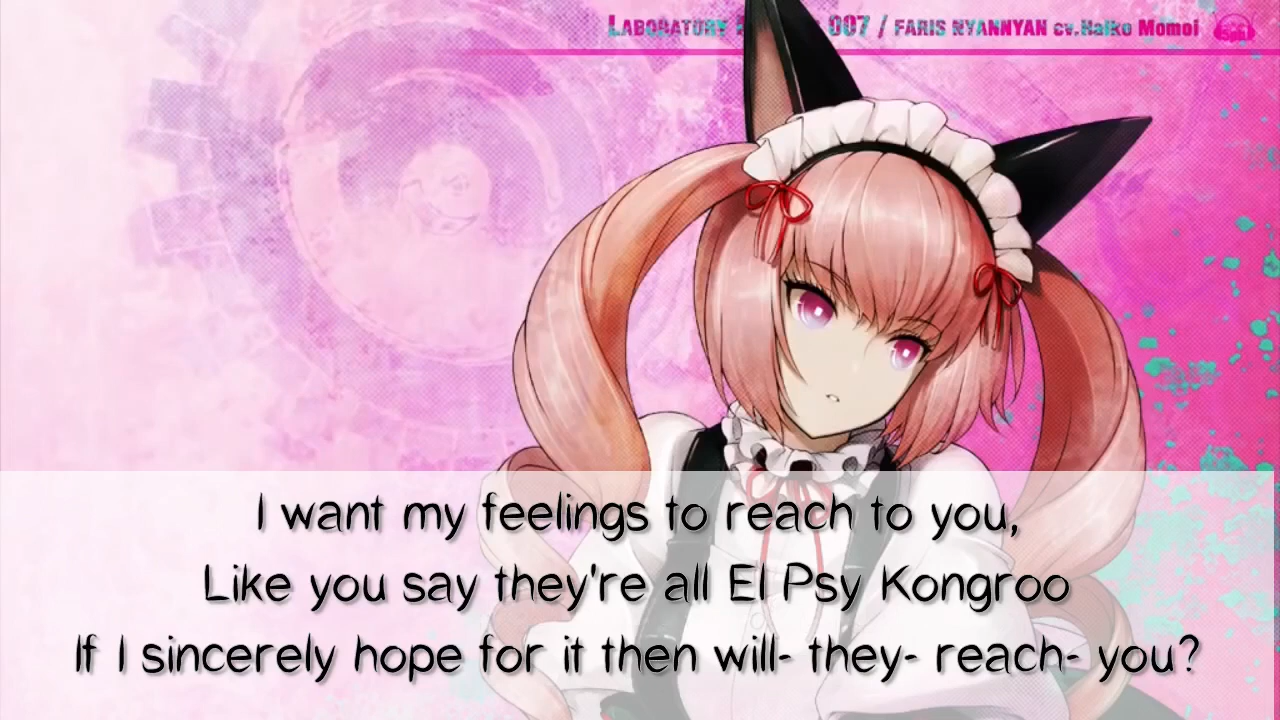 LABORATORY 007 / FARIS NYANNYAN cv.Haiko Momoi
I want my feelings to reach to you,
Like you say they're all El Psy Kongroo
If I sincerely hope for it then will- they- reach- you?